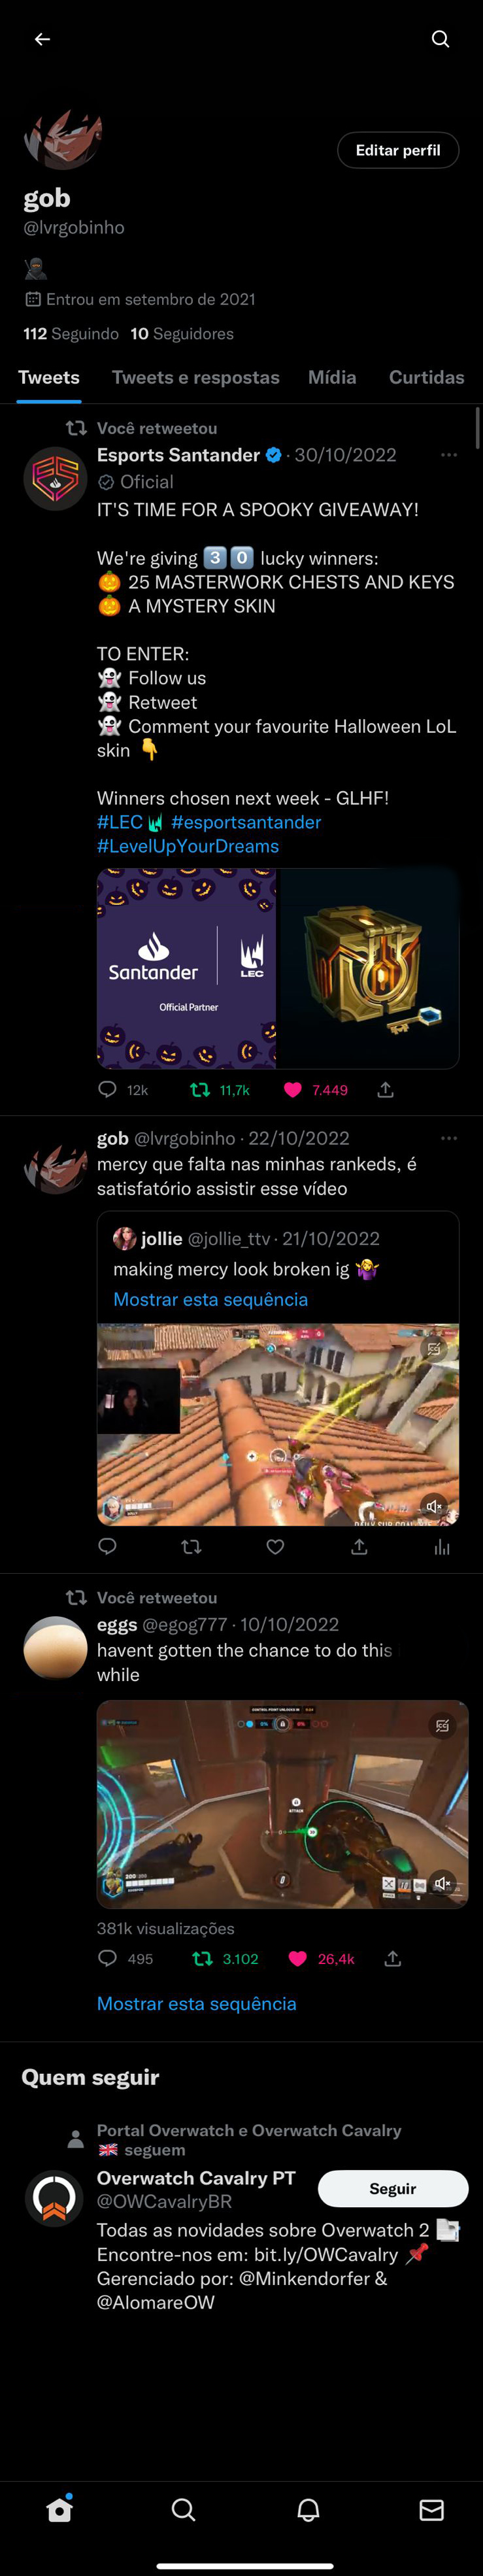 Editar perfil
gob
@lvrgobinho
🥷
Entrou em setembro de 2021
112 Seguindo 10 Seguidores
Tweets Tweets e respostas Mídia Curtidas
Você retweetou
Esports Santander · 30/10/2022
Oficial
IT'S TIME FOR A SPOOKY GIVEAWAY!
We're giving 3️⃣0️⃣ lucky winners:
🎃 25 MASTERWORK CHESTS AND KEYS
🎃 A MYSTERY SKIN
TO ENTER:
👻 Follow us
👻 Retweet
👻 Comment your favourite Halloween LoL
skin 👇
Winners chosen next week - GLHF!
#LEC #esportsantander
#LevelUpYourDreams
Santander LEC
Official Partner
12k 11,7k 7.449
gob @lvrgobinho · 22/10/2022
mercy que falta nas minhas rankeds, é
satisfatório assistir esse vídeo
jollie @jollie_ttv · 21/10/2022
making mercy look broken ig 🤷‍♀️
Mostrar esta sequência
Você retweetou
eggs @egog777 · 10/10/2022
havent gotten the chance to do this
while
ATTACK
381k visualizações
495 3.102 26,4k
Mostrar esta sequência
Quem seguir
Portal Overwatch e Overwatch Cavalry
🇬🇧 seguem
Overwatch Cavalry PT
Seguir
@OWCavalryBR
Todas as novidades sobre Overwatch 2
Encontre-nos em: bit.ly/OWCavalry 📌
Gerenciado por: @Minkendorfer &
@AlomareOW